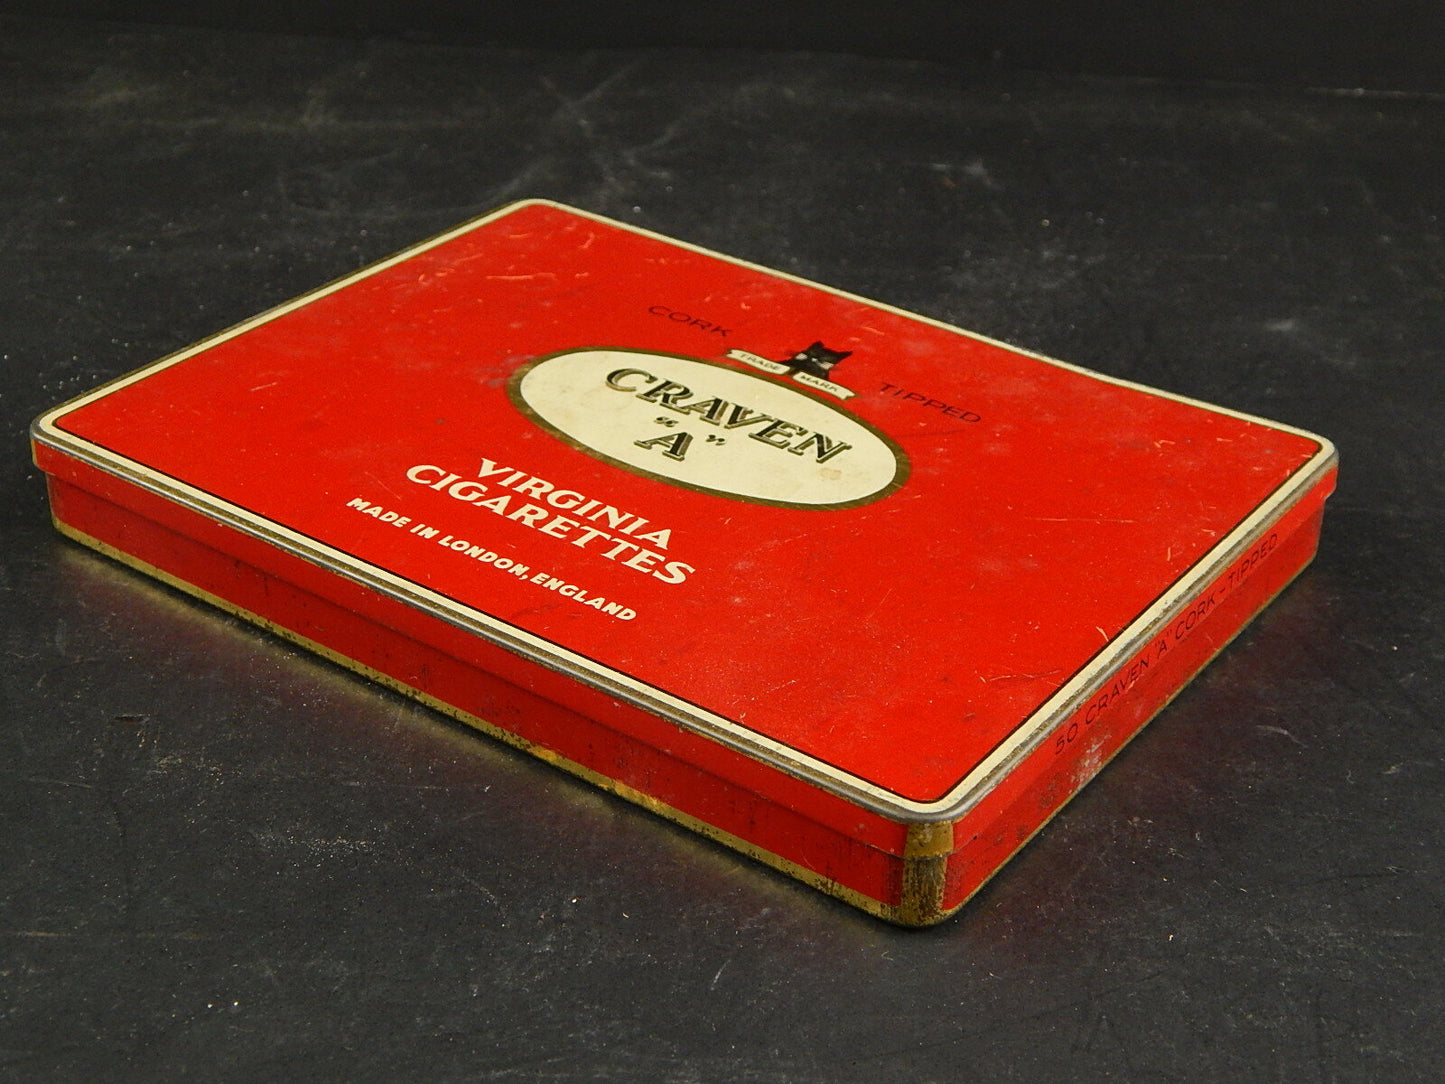 CORK TIPPED
TRADE MARK
CRAVEN
"A"
VIRGINIA
CIGARETTES
MADE IN LONDON, ENGLAND
50 CRAVEN "A" CORK-TIPPED